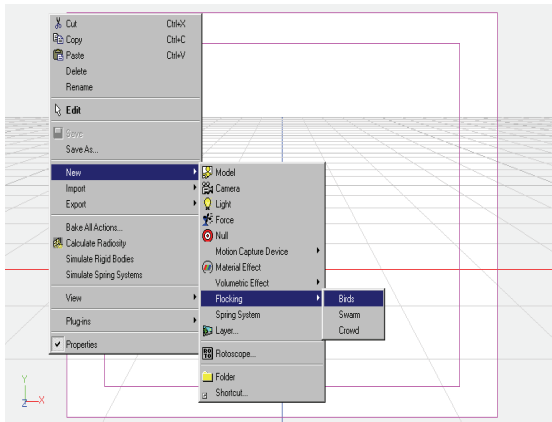 Cut Ctrl+X
Copy Ctrl+C
Paste Ctrl+V
Delete
Rename
Edit
Save
Save As...
New
Import
Export
Bake All Actions...
Calculate Radiosity
Simulate Rigid Bodies
Simulate Spring Systems
View
Plug-ins
Properties
Model
Camera
Light
Force
Null
Motion Capture Device
Material Effect
Volumetric Effect
Flocking
Spring System
Layer...
Rotoscope...
Folder
Shortcut...
Birds
Swarm
Crowd
Y
Z
X